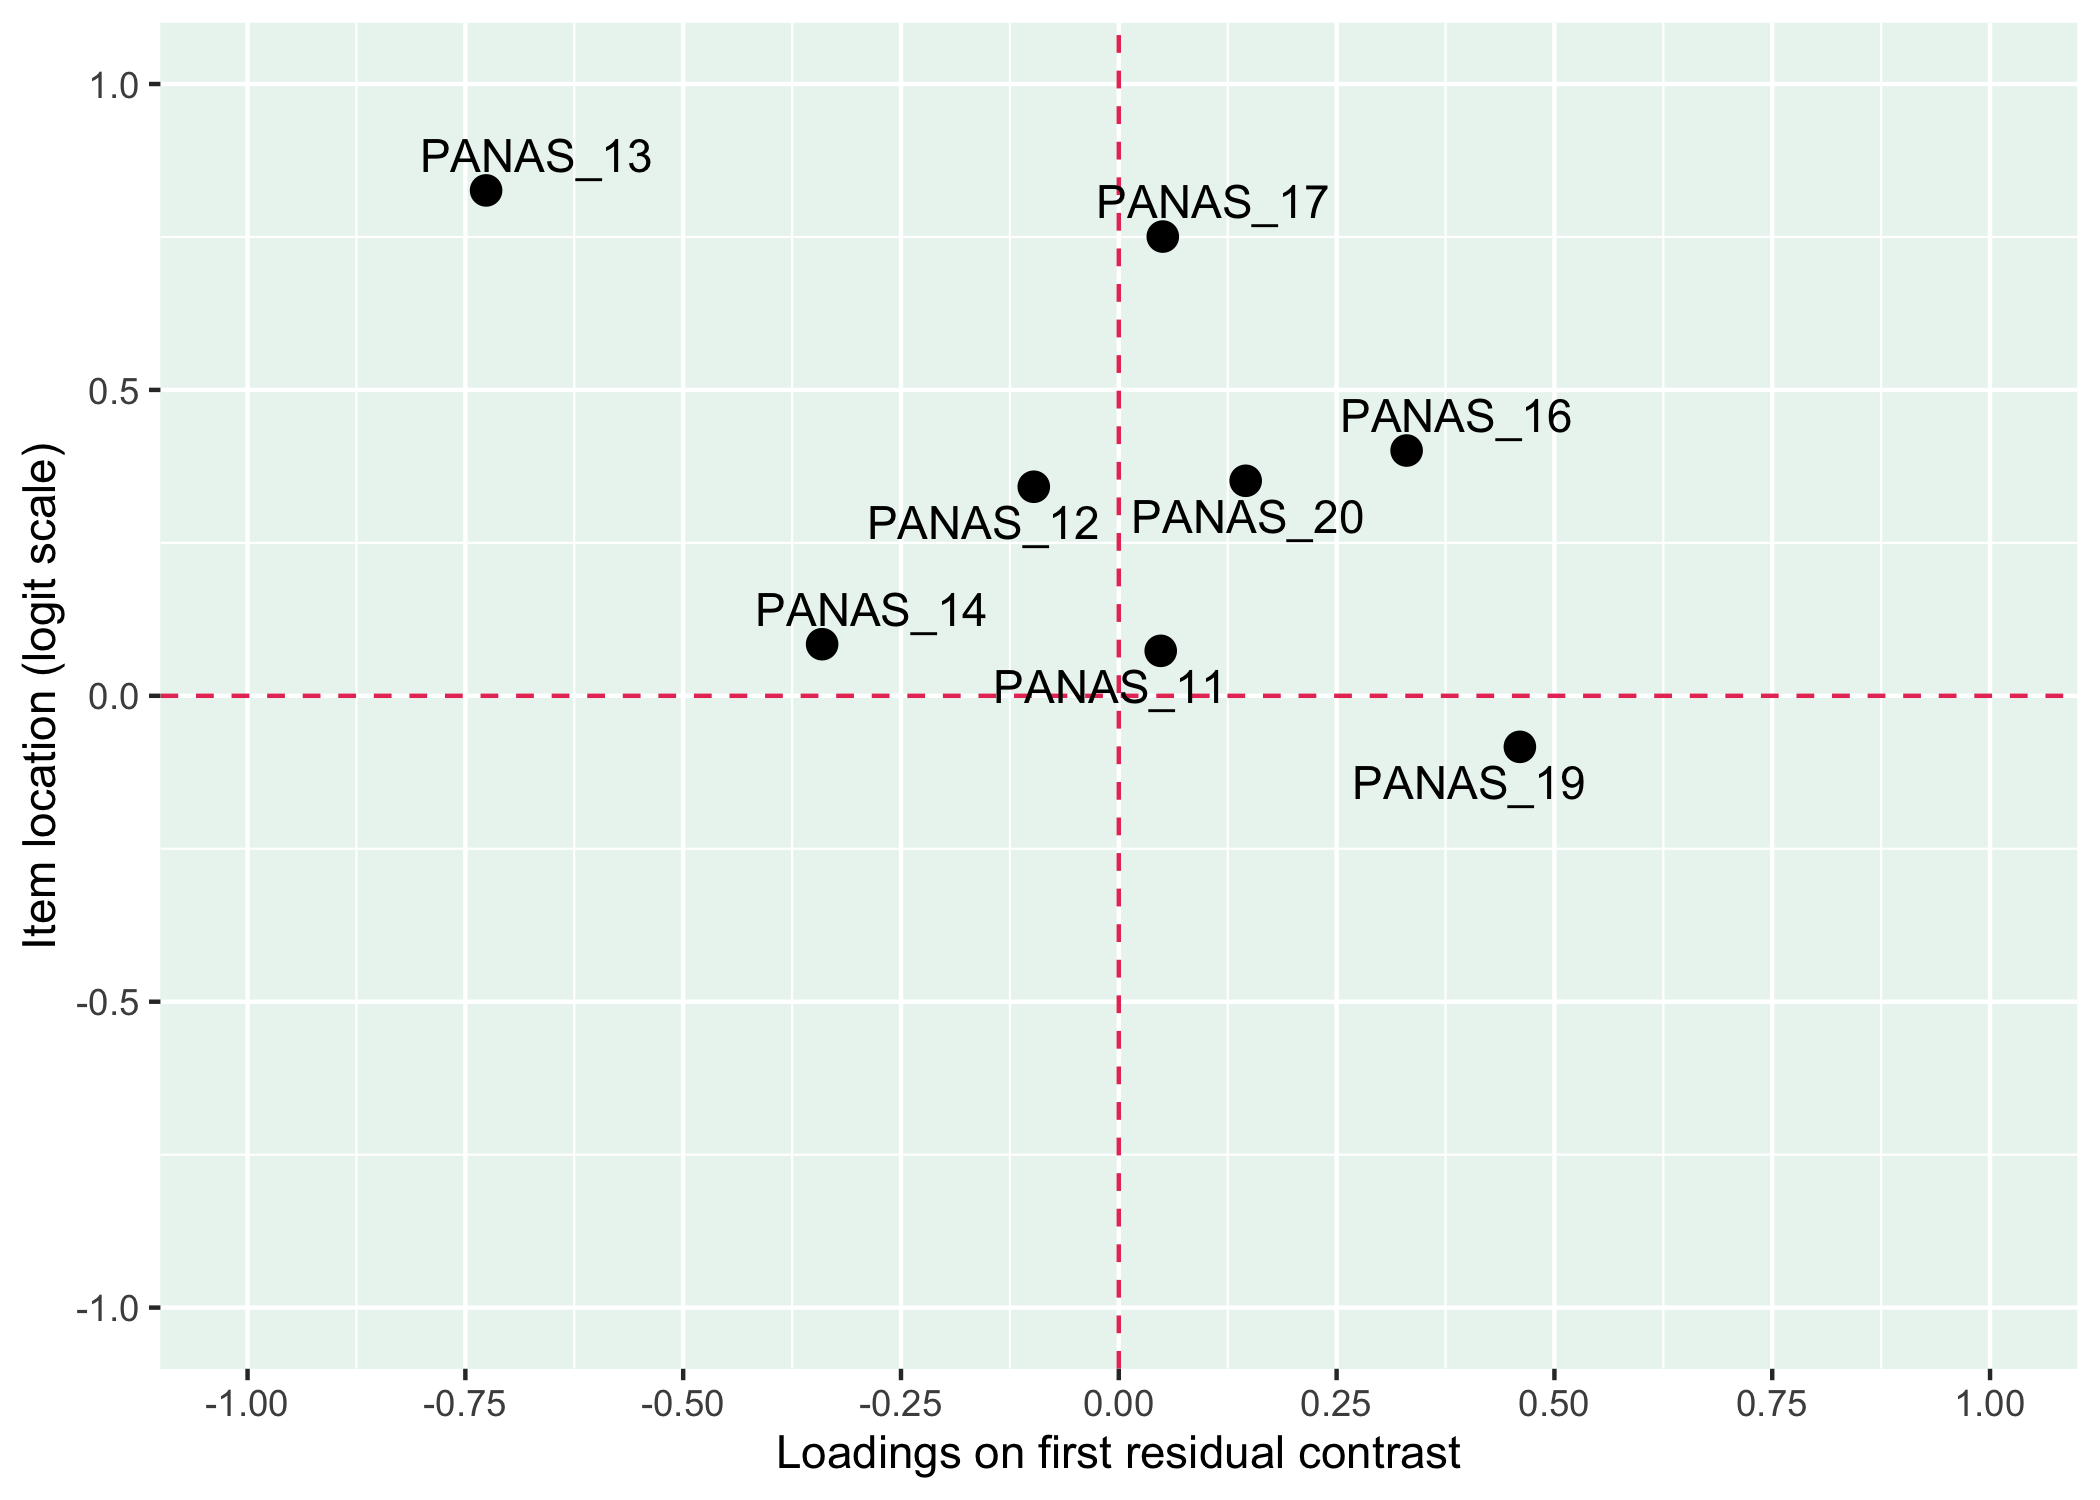 1.0
0.5
0.0
-0.5
-1.0
Item location (logit scale)
PANAS_13
PANAS_17
PANAS_16
PANAS_20
PANAS_12
PANAS_14
PANAS_11
PANAS_19
-1.00 -0.75 -0.50 -0.25 0.00 0.25 0.50 0.75 1.00
Loadings on first residual contrast